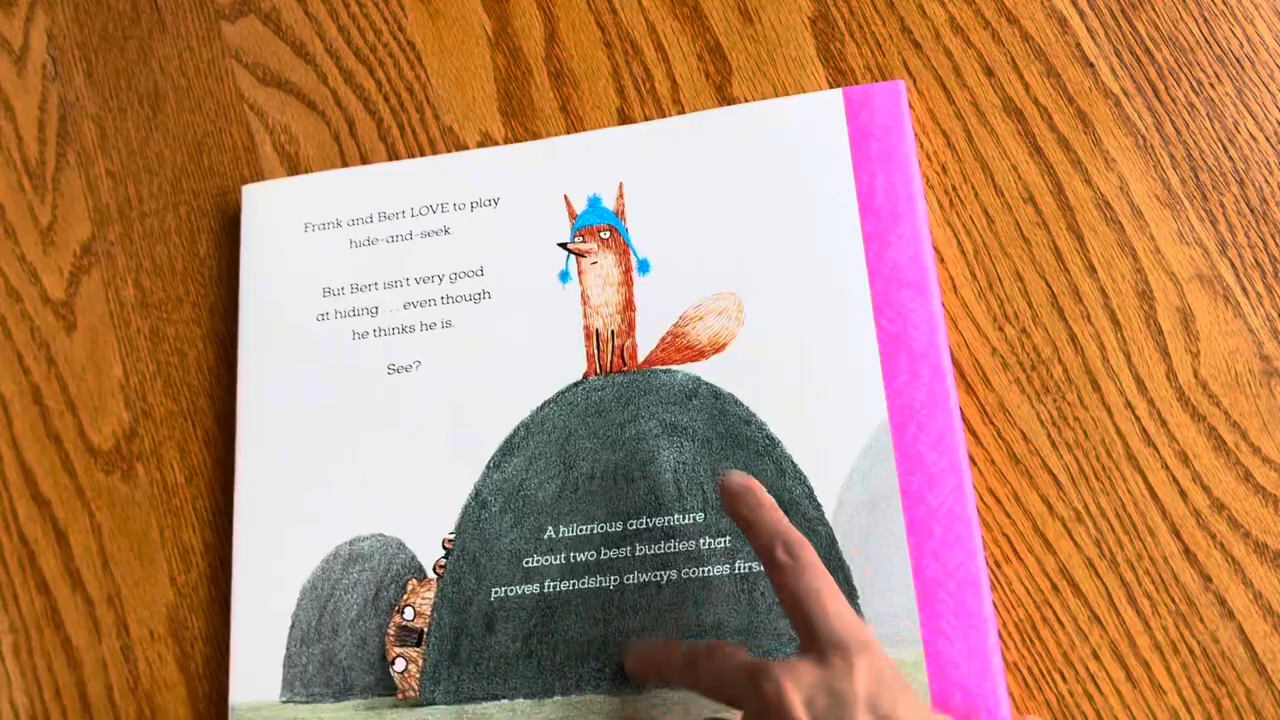 Frank and Bert LOVE to play
hide-and-seek.
But Bert isn't very good
at hiding . . . even though
he thinks he is.
See?
A hilarious adventure
about two best buddies that
proves friendship always comes first